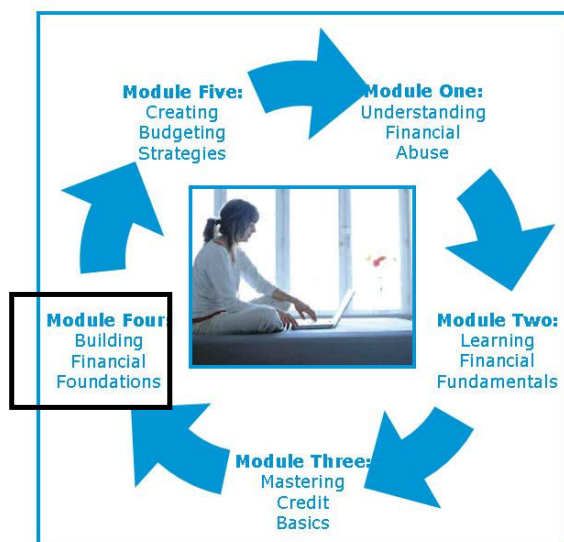 Module One:
Understanding
Financial
Abuse
Module Two:
Learning
Financial
Fundamentals
Module Three:
Mastering
Credit
Basics
Module Four:
Building
Financial
Foundations
Module Five:
Creating
Budgeting
Strategies